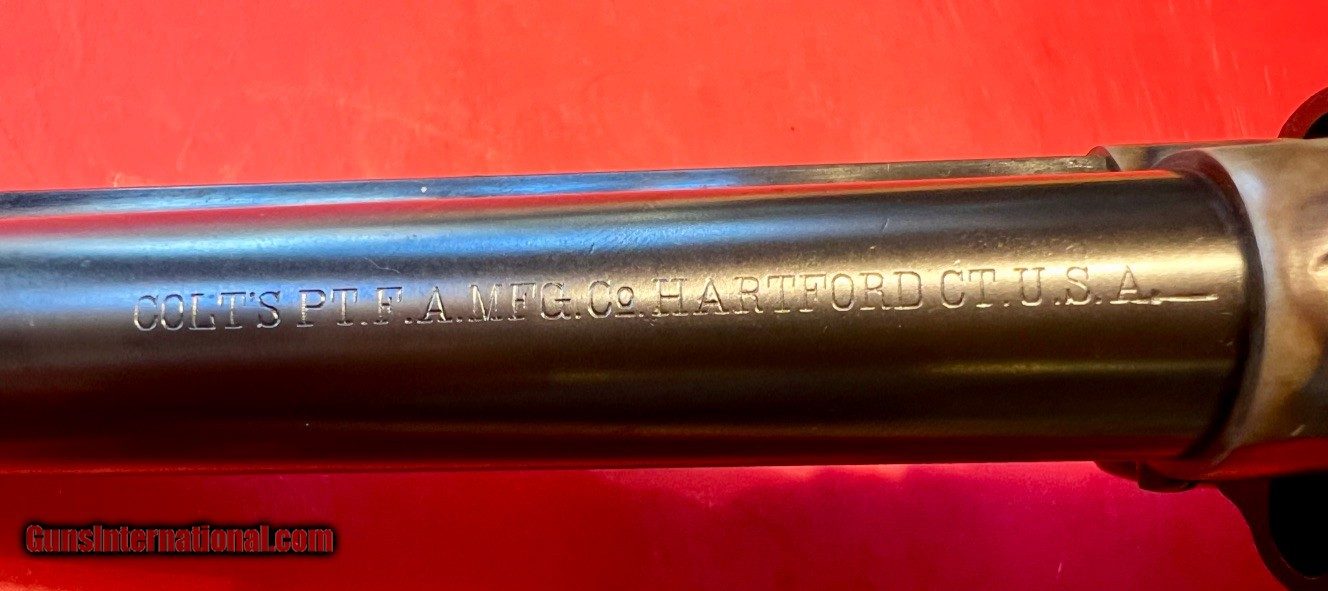 COLT'S PT. F. A. MFG. Co. HARTFORD CT. U.S.A.
GunsInternational.com